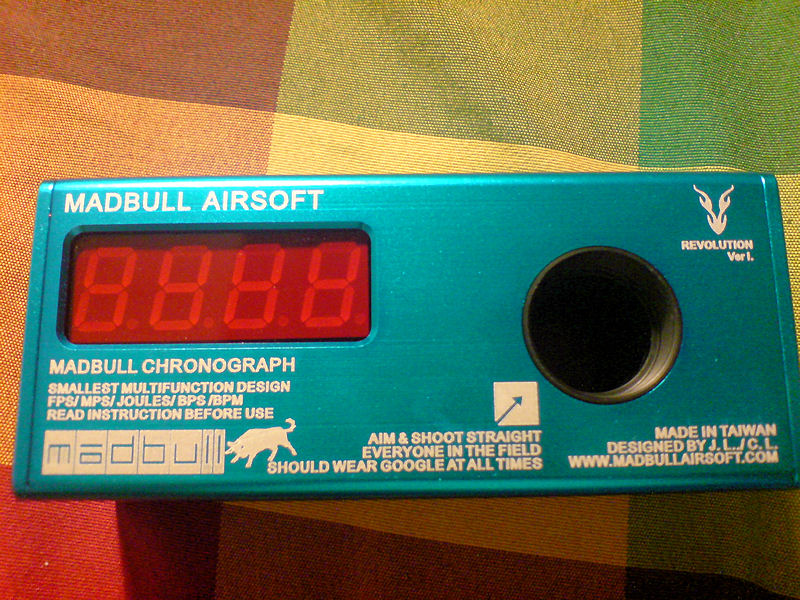 MADBULL AIRSOFT
REVOLUTION
Ver I.
MADBULL CHRONOGRAPH
SMALLEST MULTIFUNCTION DESIGN
FPS/ MPS/ JOULES/ BPS /BPM
READ INSTRUCTION BEFORE USE
madbull
AIM & SHOOT STRAIGHT
EVERYONE IN THE FIELD
SHOULD WEAR GOOGLE AT ALL TIMES
MADE IN TAIWAN
DESIGNED BY J. L../ C. L.
WWW.MADBULLAIRSOFT.COM